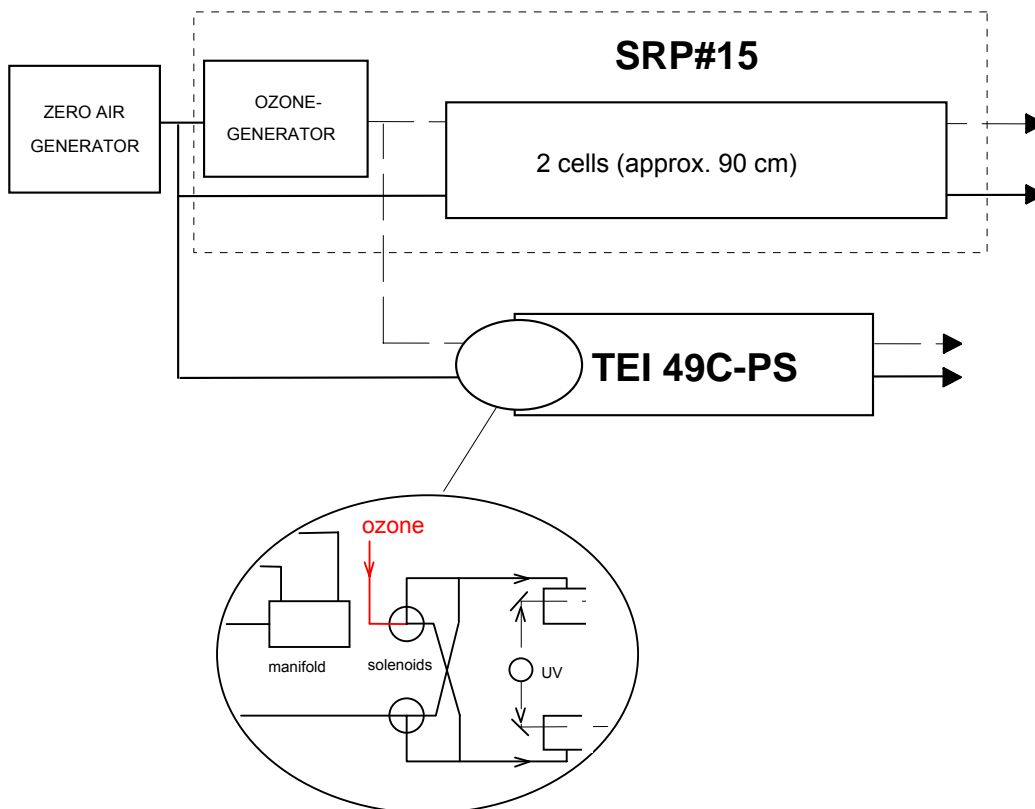 SRP#15
ZERO AIR
GENERATOR
OZONE-
GENERATOR
2 cells (approx. 90 cm)
TEI 49C-PS
ozone
manifold
solenoids
UV